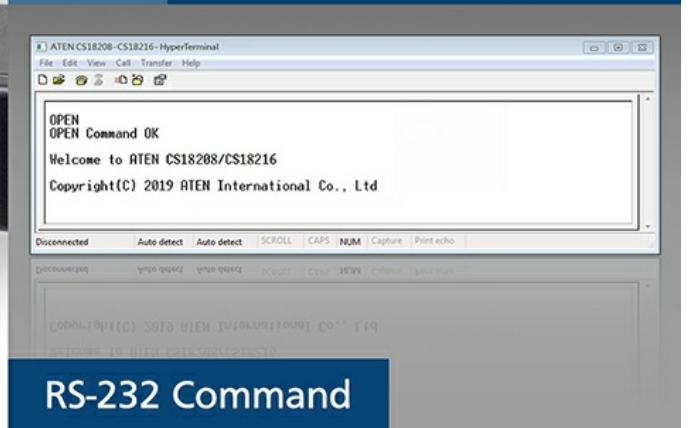 ATEN CS18208-CS18216- HyperTerminal
File Edit View Call Transfer Help
OPEN
OPEN Command OK
Welcome to ATEN CS18208/CS18216
Copyright(C) 2019 ATEN International Co., Ltd
Disconnected Auto detect Auto detect SCROLL CAPS NUM Capture Print echo
RS-232 Command